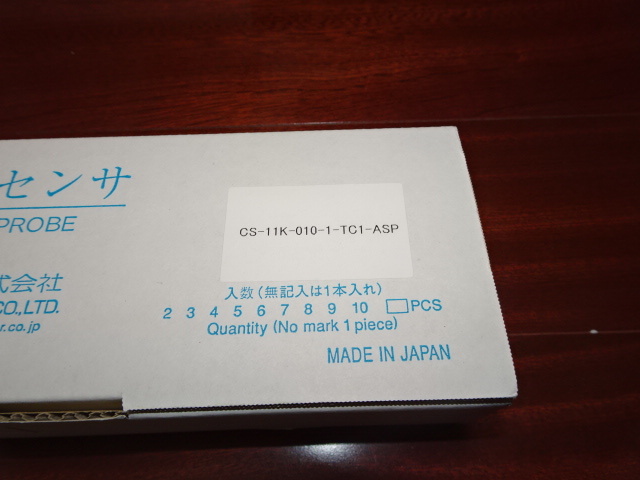 センサ
PROBE
CS-11K-010-1-TC1-ASP
式会社
CO.,LTD.
r.co.jp
入数(無記入は1本入れ)
2 3 4 5 6 7 8 9 10 □PCS
Quantity (No mark 1 piece)
MADE IN JAPAN